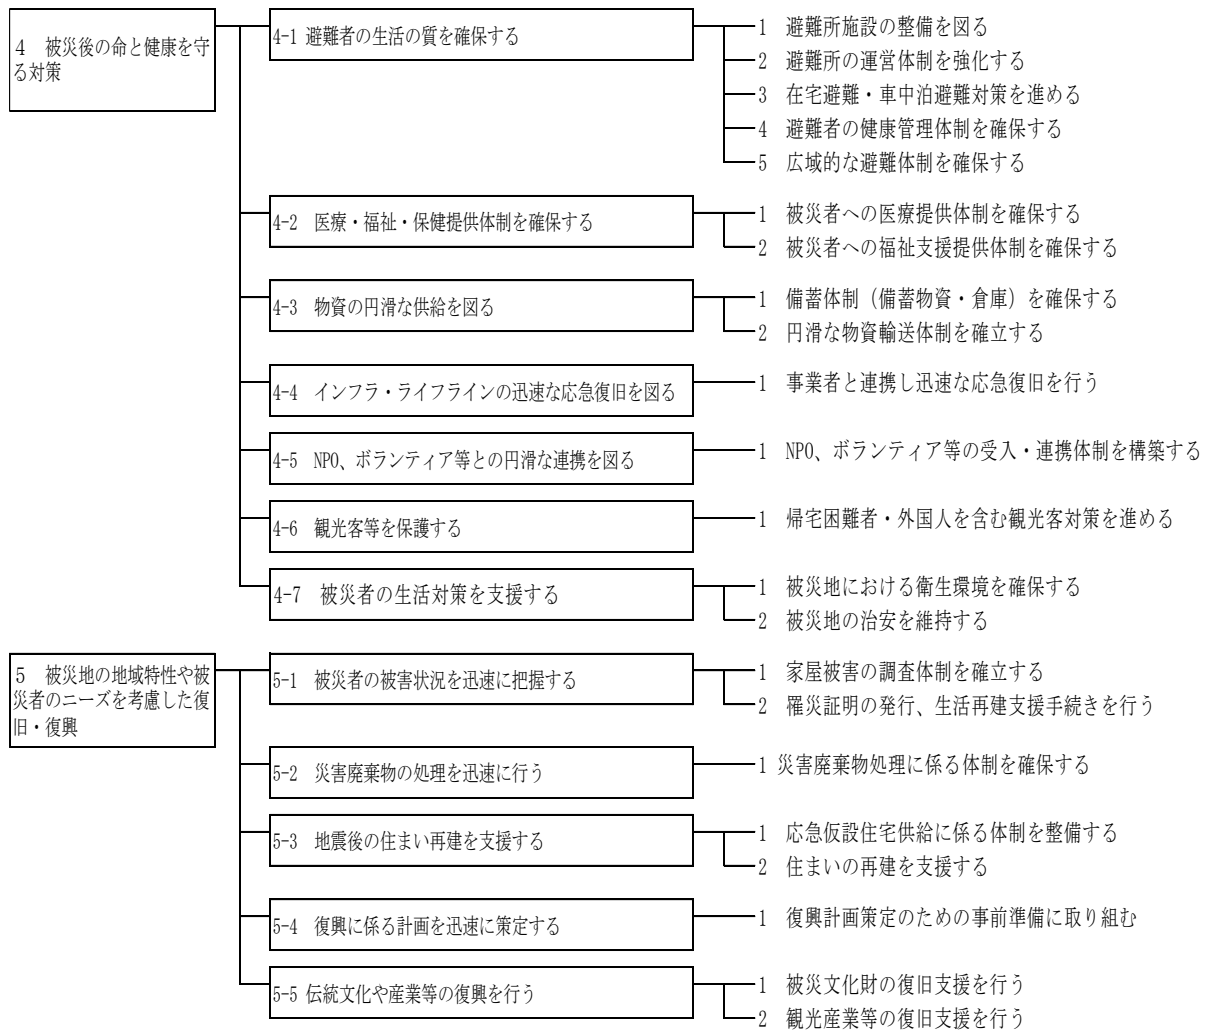 4　被災後の命と健康を守
る対策
4-1 避難者の生活の質を確保する
1　避難所施設の整備を図る
2　避難所の運営体制を強化する
3　在宅避難・車中泊避難対策を進める
4　避難者の健康管理体制を確保する
5　広域的な避難体制を確保する
4-2　医療・福祉・保健提供体制を確保する
1　被災者への医療提供体制を確保する
2　被災者への福祉支援提供体制を確保する
4-3　物資の円滑な供給を図る
1　備蓄体制（備蓄物資・倉庫）を確保する
2　円滑な物資輸送体制を確立する
4-4　インフラ・ライフラインの迅速な応急復旧を図る
1　事業者と連携し迅速な応急復旧を行う
4-5　NPO、ボランティア等との円滑な連携を図る
1　NPO、ボランティア等の受入・連携体制を構築する
4-6　観光客等を保護する
1　帰宅困難者・外国人を含む観光客対策を進める
4-7　被災者の生活対策を支援する
1　被災地における衛生環境を確保する
2　被災地の治安を維持する
5　被災地の地域特性や被
災者のニーズを考慮した復
旧・復興
5-1　被災者の被害状況を迅速に把握する
1　家屋被害の調査体制を確立する
2　罹災証明の発行、生活再建支援手続きを行う
5-2　災害廃棄物の処理を迅速に行う
1 災害廃棄物処理に係る体制を確保する
5-3　地震後の住まい再建を支援する
1　応急仮設住宅供給に係る体制を整備する
2　住まいの再建を支援する
5-4　復興に係る計画を迅速に策定する
1　復興計画策定のための事前準備に取り組む
5-5 伝統文化や産業等の復興を行う
1　被災文化財の復旧支援を行う
2　観光産業等の復旧支援を行う